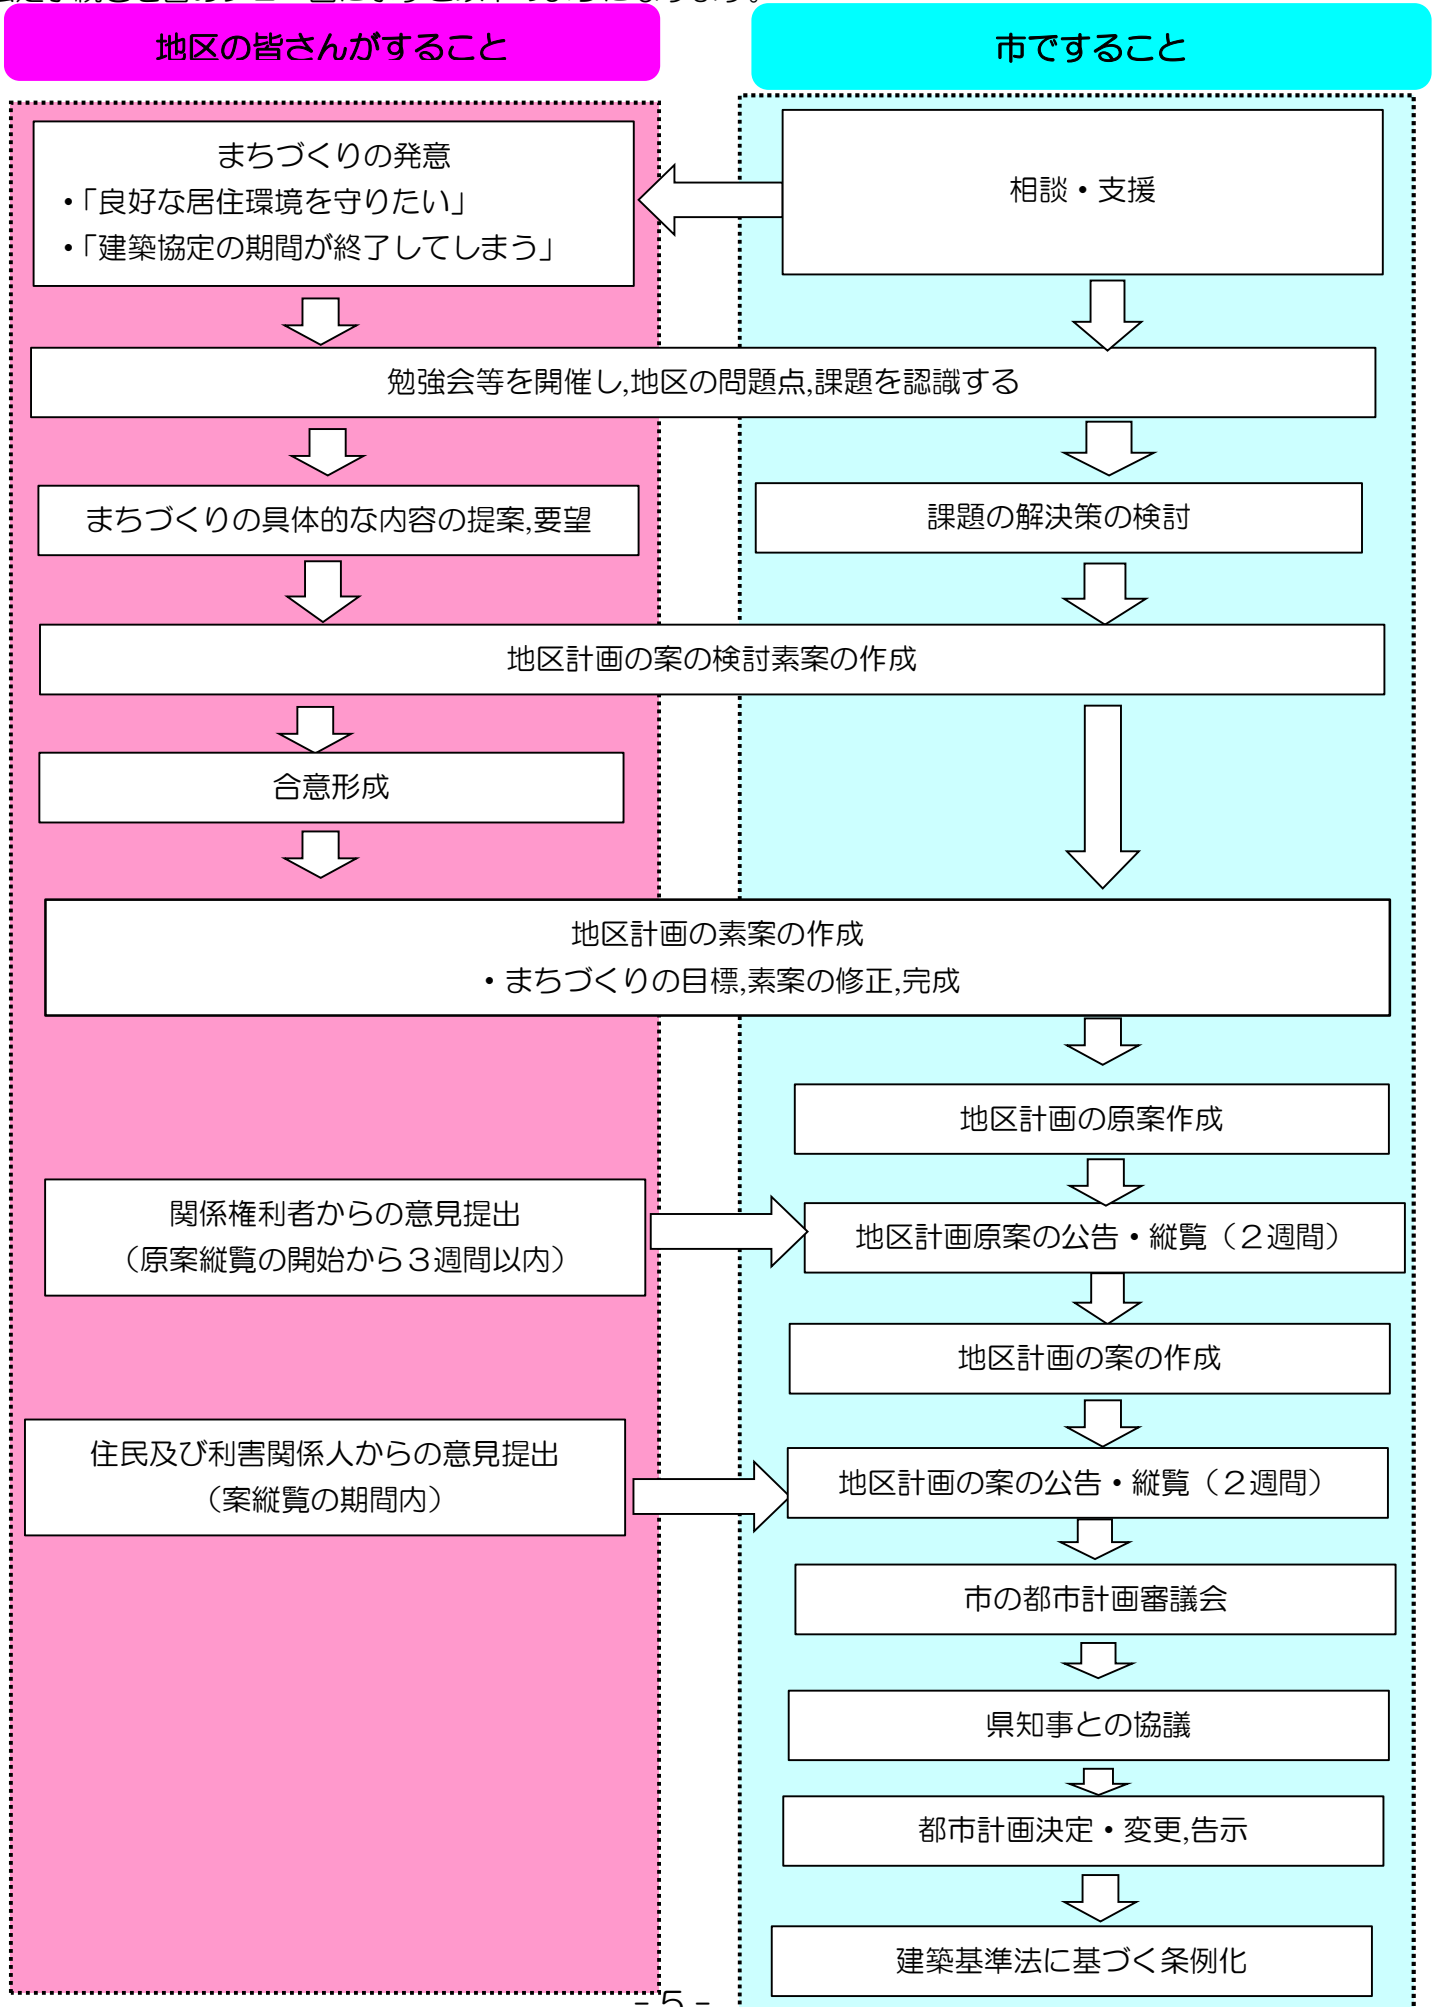 地区の皆さんがすること
市ですること
まちづくりの発意
・「良好な居住環境を守りたい」
・「建築協定の期間が終了してしまう」
相談・支援
勉強会等を開催し,地区の問題点,課題を認識する
まちづくりの具体的な内容の提案,要望
課題の解決策の検討
地区計画の案の検討素案の作成
合意形成
地区計画の素案の作成
・まちづくりの目標,素案の修正,完成
地区計画の原案作成
関係権利者からの意見提出
（原案縦覧の開始から３週間以内）
地区計画原案の公告・縦覧（２週間）
地区計画の案の作成
住民及び利害関係人からの意見提出
（案縦覧の期間内）
地区計画の案の公告・縦覧（２週間）
市の都市計画審議会
県知事との協議
都市計画決定・変更,告示
建築基準法に基づく条例化
- 5 -